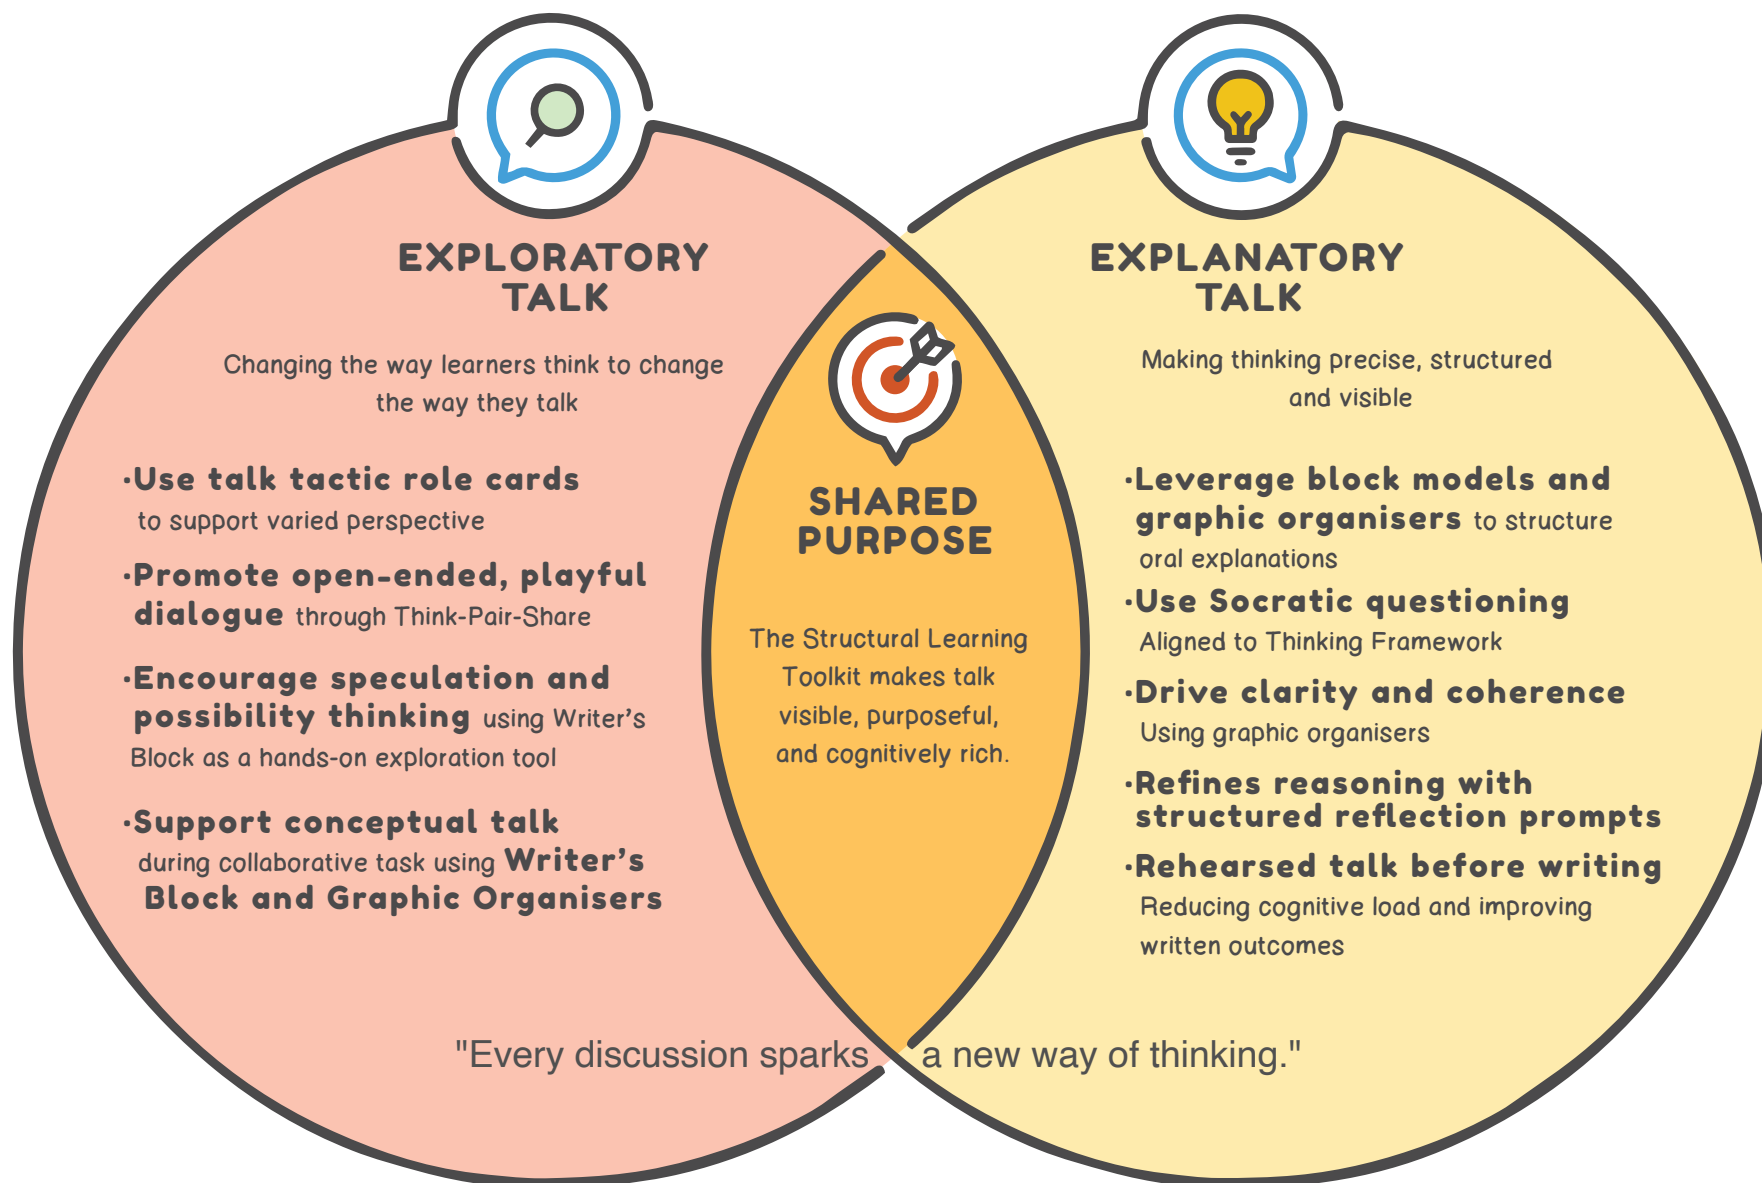 EXPLORATORY
TALK
Changing the way learners think to change
the way they talk
·Use talk tactic role cards
to support varied perspective
·Promote open-ended, playful
dialogue through Think-Pair-Share
·Encourage speculation and
possibility thinking using Writer's
Block as a hands-on exploration tool
·Support conceptual talk
during collaborative task using Writer's
Block and Graphic Organisers
SHARED
PURPOSE
The Structural Learning
Toolkit makes talk
visible, purposeful,
and cognitively rich.
EXPLANATORY
TALK
Making thinking precise, structured
and visible
·Leverage block models and
graphic organisers to structure
oral explanations
·Use Socratic questioning
Aligned to Thinking Framework
·Drive clarity and coherence
Using graphic organisers
·Refines reasoning with
structured reflection prompts
·Rehearsed talk before writing
Reducing cognitive load and improving
written outcomes
"Every discussion sparks a new way of thinking."